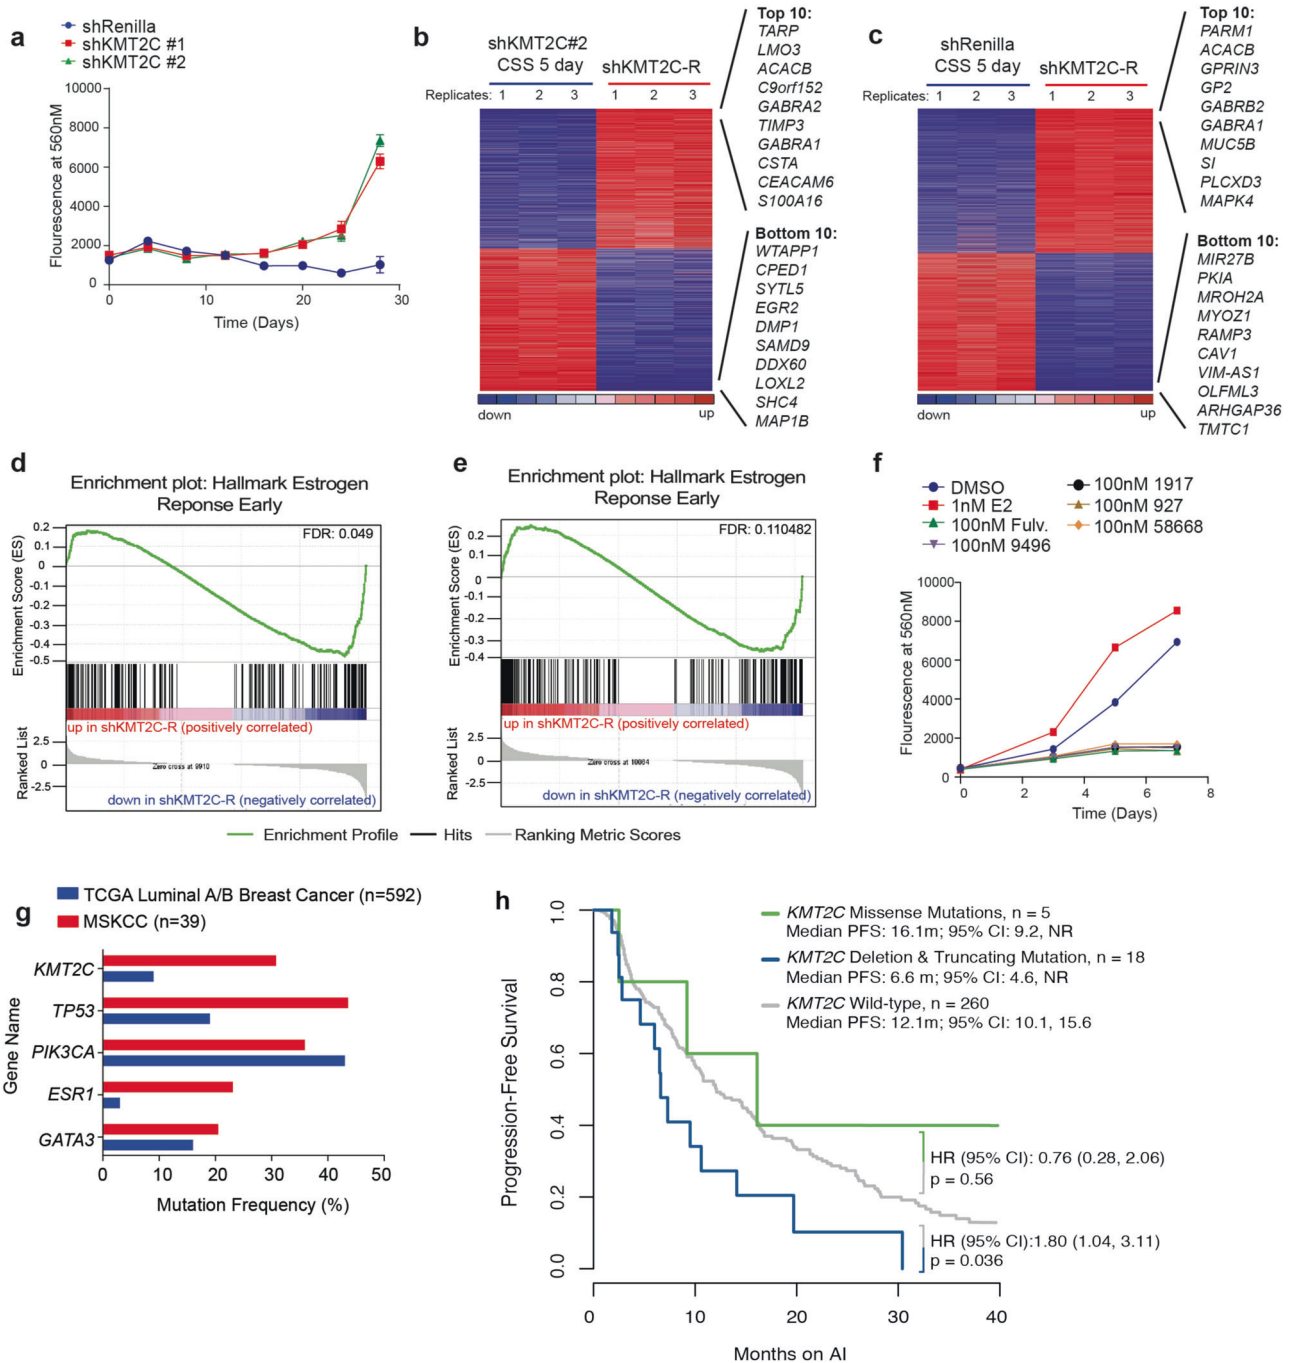 a
shRenilla
shKMT2C #1
shKMT2C #2
Flourescence at 560nM
10000
8000
6000
4000
2000
0
0
10
20
30
Time (Days)
b
shKMT2C#2
CSS 5 day
shKMT2C-R
Replicates: 1 2 3 1 2 3
down
up
Top 10:
TARP
LMO3
ACACB
C9orf152
GABRA2
TIMP3
GABRA1
CSTA
CEACAM6
S100A16
Bottom 10:
WTAPP1
CPED1
SYTL5
EGR2
DMP1
SAMD9
DDX60
LOXL2
SHC4
MAP1B
c
shRenilla
CSS 5 day
shKMT2C-R
Replicates: 1 2 3 1 2 3
down
up
Top 10:
PARM1
ACACB
GPRIN3
GP2
GABRB2
GABRA1
MUC5B
SI
PLCXD3
MAPK4
Bottom 10:
MIR27B
PKIA
MROH2A
MYOZ1
RAMP3
CAV1
VIM-AS1
OLFML3
ARHGAP36
TMTC1
d
Enrichment plot: Hallmark Estrogen
Reponse Early
FDR: 0.049
Enrichment Score (ES)
0.2
0.1
0
-0.1
-0.2
-0.3
-0.4
-0.5
up in shKMT2C-R (positively correlated)
Ranked List
2.5
0
-2.5
Zero cross at 9910
down in shKMT2C-R (negatively correlated)
e
Enrichment plot: Hallmark Estrogen
Reponse Early
FDR: 0.110482
Enrichment Score (ES)
0.2
0.1
0
-0.1
-0.2
-0.3
-0.4
up in shKMT2C-R (positively correlated)
Ranked List
2.5
0
-2.5
Zero cross at 10064
down in shKMT2C-R (negatively correlated)
Enrichment Profile
Hits
Ranking Metric Scores
f
DMSO
1nM E2
100nM Fulv.
100nM 9496
100nM 1917
100nM 927
100nM 58668
Flourescence at 560nM
10000
8000
6000
4000
2000
0
0
2
4
6
8
Time (Days)
g
TCGA Luminal A/B Breast Cancer (n=592)
MSKCC (n=39)
Gene Name
KMT2C
TP53
PIK3CA
ESR1
GATA3
0
10
20
30
40
50
Mutation Frequency (%)
h
KMT2C Missense Mutations, n = 5
Median PFS: 16.1m; 95% CI: 9.2, NR
KMT2C Deletion & Truncating Mutation, n = 18
Median PFS: 6.6 m; 95% CI: 4.6, NR
KMT2C Wild-type, n = 260
Median PFS: 12.1m; 95% CI: 10.1, 15.6
Progression-Free Survival
1.0
0.8
0.6
0.4
0.2
0.0
HR (95% CI): 0.76 (0.28, 2.06)
p = 0.56
HR (95% CI):1.80 (1.04, 3.11)
p = 0.036
0
10
20
30
40
Months on AI